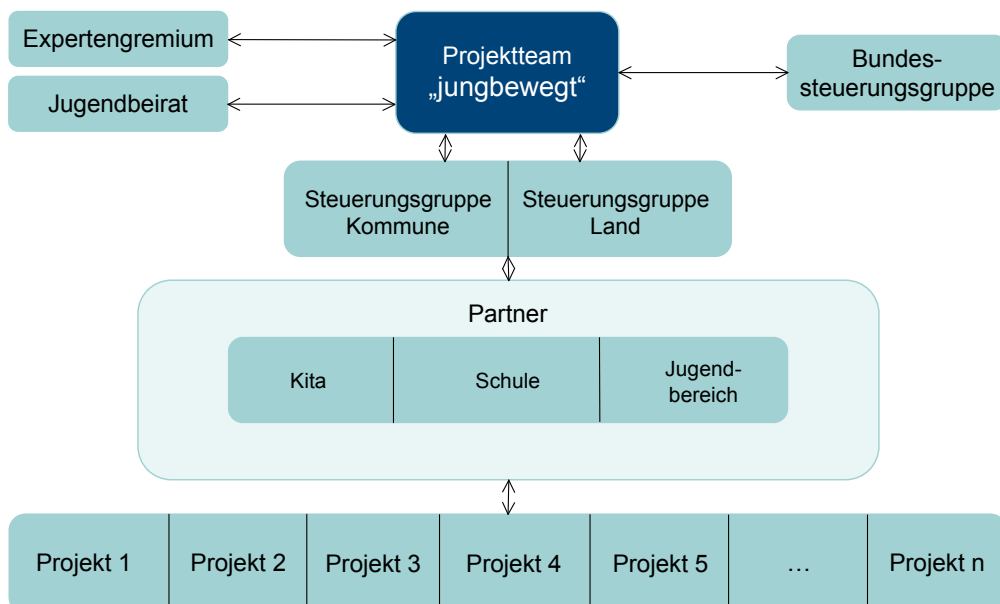 Expertengremium
Jugendbeirat
Projektteam
„jungbewegt“
Bundes-
steuerungsgruppe
Steuerungsgruppe
Kommune
Steuerungsgruppe
Land
Partner
Kita
Schule
Jugend-
bereich
Projekt 1
Projekt 2
Projekt 3
Projekt 4
Projekt 5
…
Projekt n